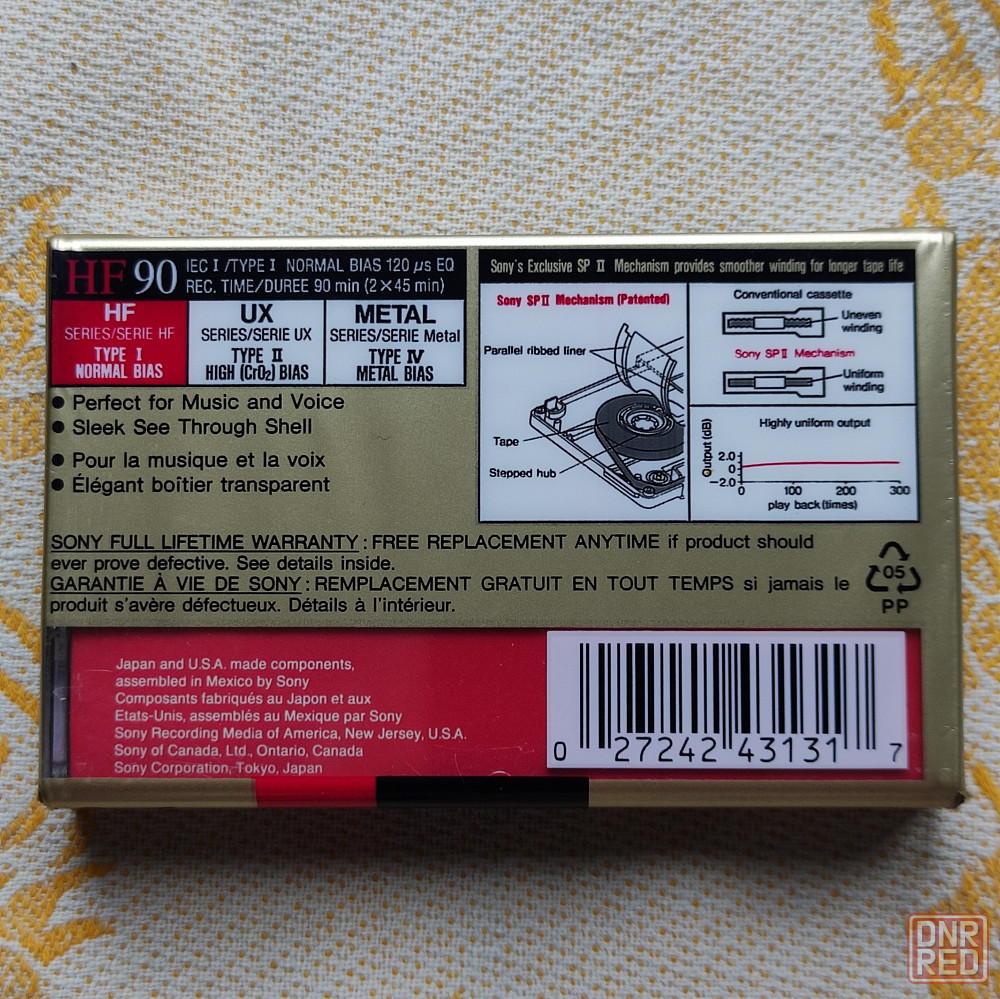 HF 90 IEC I /TYPE I NORMAL BIAS 120 µs EQ
REC. TIME/DUREE 90 min (2 × 45 min)
HF
SERIES/SERIE HF
TYPE I
NORMAL BIAS
UX
SERIES/SERIE UX
TYPE II
HIGH (CrO2) BIAS
METAL
SERIES/SERIE Metal
TYPE IV
METAL BIAS
● Perfect for Music and Voice
● Sleek See Through Shell
● Pour la musique et la voix
● Élégant boîtier transparent
Sony's Exclusive SP II Mechanism provides smoother winding for longer tape life
Sony SP II Mechanism (Patented)
Parallel ribbed liner
Tape
Stepped hub
Conventional cassette
Uneven
winding
Sony SP II Mechanism
Uniform
winding
Highly uniform output
Output (dB)
2.0
0
−2.0
0 100 200 300
play back (times)
SONY FULL LIFETIME WARRANTY : FREE REPLACEMENT ANYTIME if product should
ever prove defective. See details inside.
GARANTIE À VIE DE SONY : REMPLACEMENT GRATUIT EN TOUT TEMPS si jamais le
produit s'avère défectueux. Détails à l'intérieur.
05
PP
Japan and U.S.A. made components,
assembled in Mexico by Sony
Composants fabriqués au Japon et aux
Etats-Unis, assemblés au Mexique par Sony
Sony Recording Media of America, New Jersey, U.S.A.
Sony of Canada, Ltd., Ontario, Canada
Sony Corporation, Tokyo, Japan
0 27242 43131 7
DNR
RED